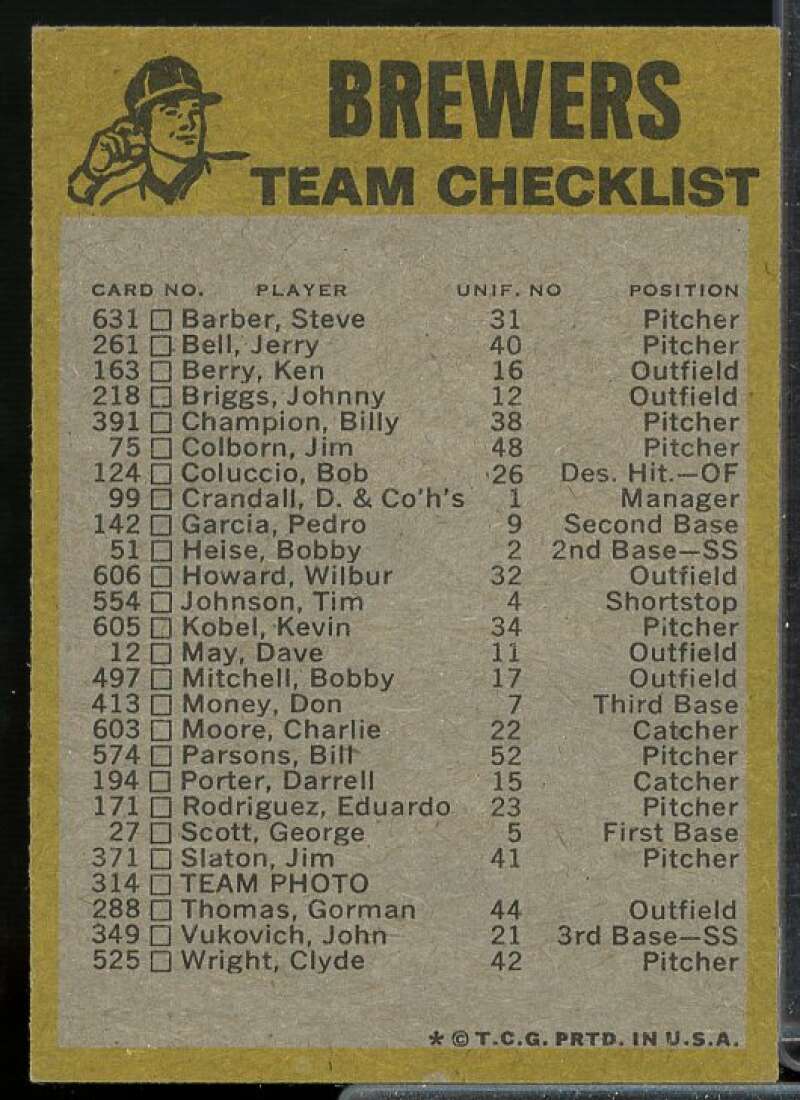 BREWERS
TEAM CHECKLIST
CARD NO. PLAYER UNIF. NO POSITION
631 □ Barber, Steve 31 Pitcher
261 □ Bell, Jerry 40 Pitcher
163 □ Berry, Ken 16 Outfield
218 □ Briggs, Johnny 12 Outfield
391 □ Champion, Billy 38 Pitcher
75 □ Colborn, Jim 48 Pitcher
124 □ Coluccio, Bob 26 Des. Hit.—OF
99 □ Crandall, D. & Co'h's 1 Manager
142 □ Garcia, Pedro 9 Second Base
51 □ Heise, Bobby 2 2nd Base—SS
606 □ Howard, Wilbur 32 Outfield
554 □ Johnson, Tim 4 Shortstop
605 □ Kobel, Kevin 34 Pitcher
12 □ May, Dave 11 Outfield
497 □ Mitchell, Bobby 17 Outfield
413 □ Money, Don 7 Third Base
603 □ Moore, Charlie 22 Catcher
574 □ Parsons, Bill 52 Pitcher
194 □ Porter, Darrell 15 Catcher
171 □ Rodriguez, Eduardo 23 Pitcher
27 □ Scott, George 5 First Base
371 □ Slaton, Jim 41 Pitcher
314 □ TEAM PHOTO
288 □ Thomas, Gorman 44 Outfield
349 □ Vukovich, John 21 3rd Base—SS
525 □ Wright, Clyde 42 Pitcher
* © T.C.G. PRTD. IN U.S.A.